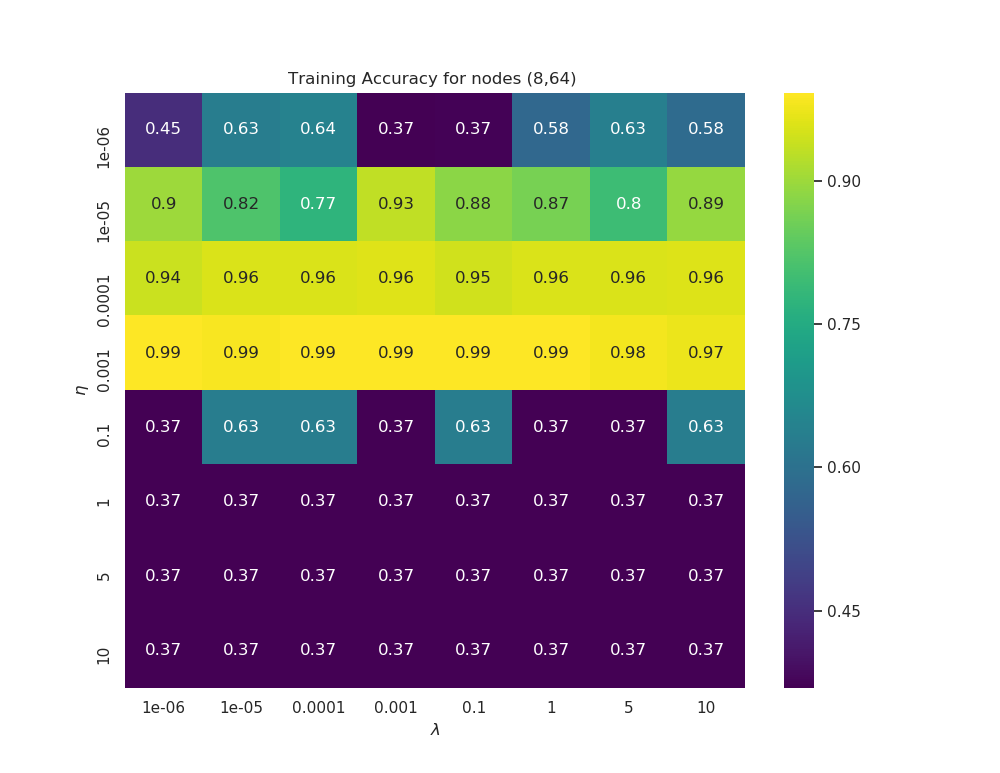 Training Accuracy for nodes (8,64)
1e-06 0.45 0.63 0.64 0.37 0.37 0.58 0.63 0.58
1e-05 0.9 0.82 0.77 0.93 0.88 0.87 0.8 0.89
0.0001 0.94 0.96 0.96 0.96 0.95 0.96 0.96 0.96
0.001 0.99 0.99 0.99 0.99 0.99 0.99 0.98 0.97
η
0.1 0.37 0.63 0.63 0.37 0.63 0.37 0.37 0.63
1 0.37 0.37 0.37 0.37 0.37 0.37 0.37 0.37
5 0.37 0.37 0.37 0.37 0.37 0.37 0.37 0.37
10 0.37 0.37 0.37 0.37 0.37 0.37 0.37 0.37
1e-06 1e-05 0.0001 0.001 0.1 1 5 10
λ
0.90
0.75
0.60
0.45